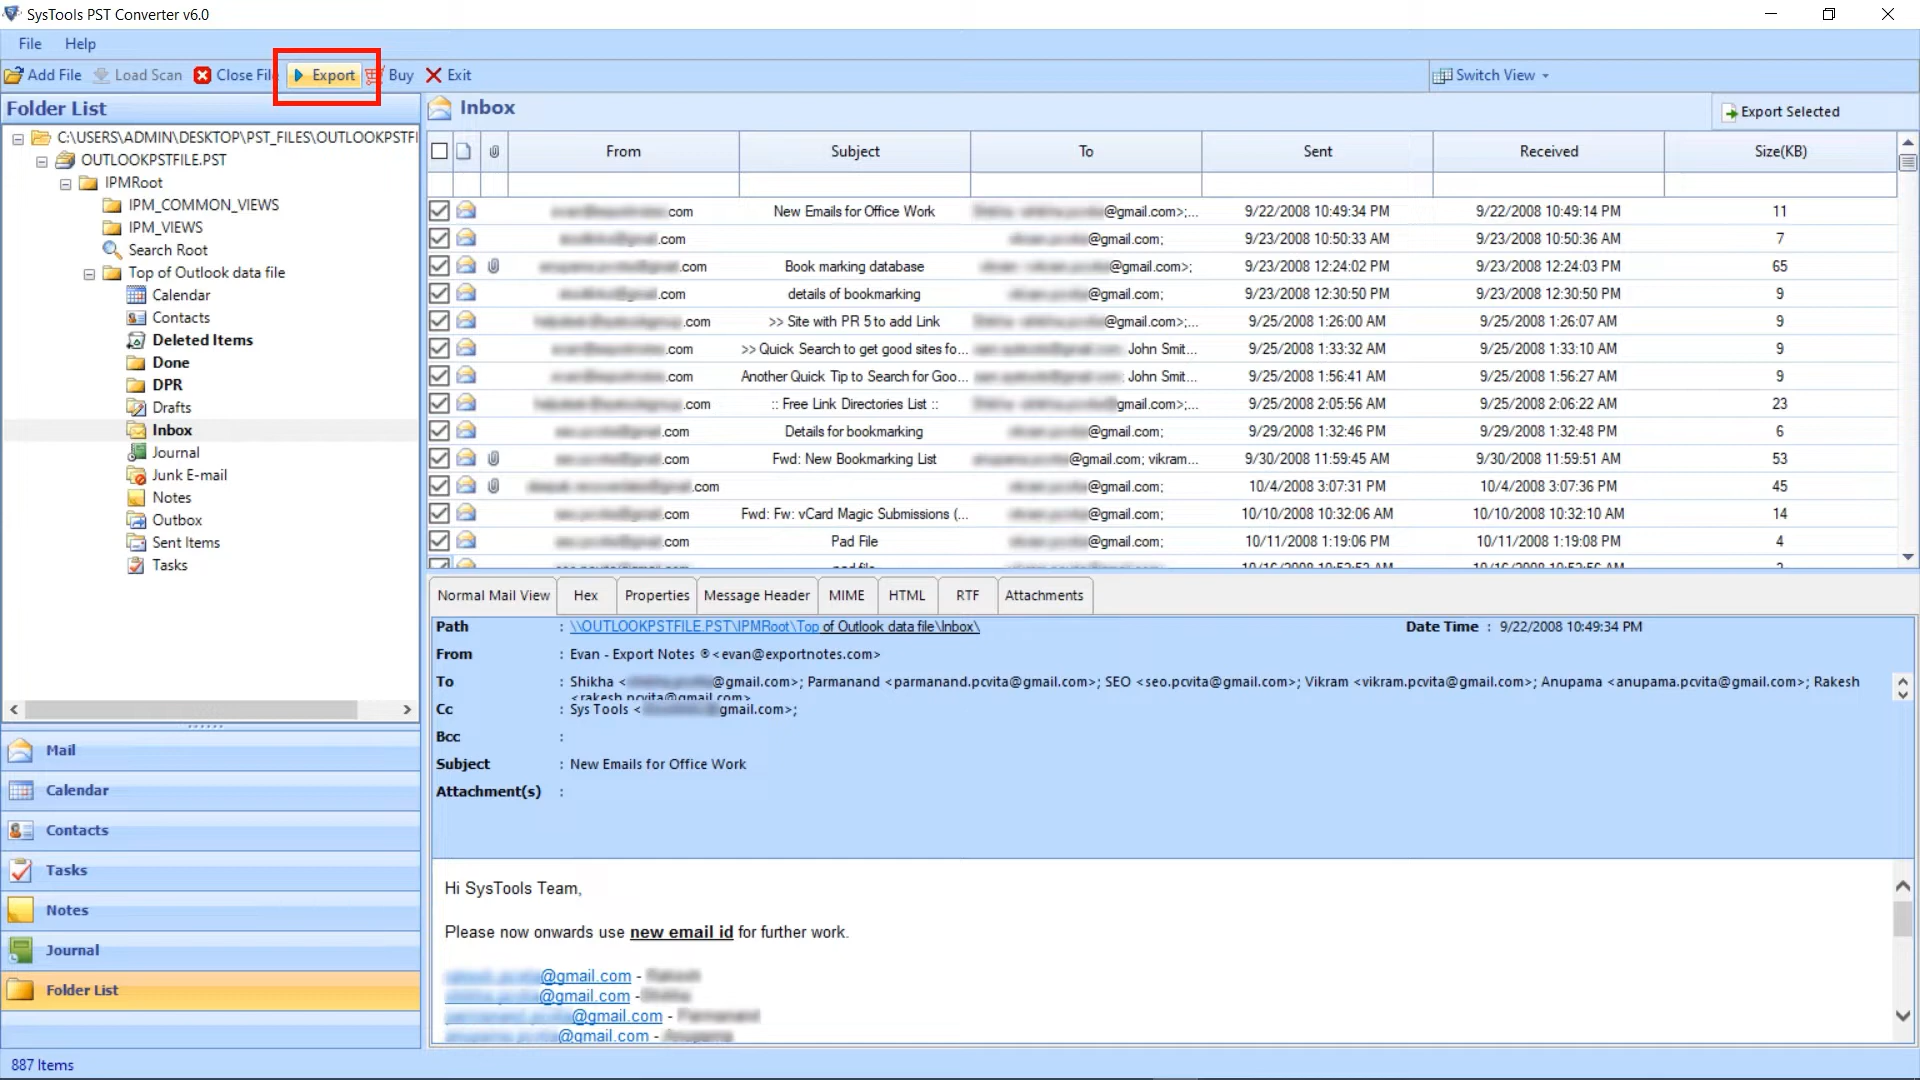 SysTools PST Converter v6.0
File Help
Add File Load Scan Close File Export Buy Exit Switch View
Folder List
C:\USERS\ADMIN\DESKTOP\PST_FILES\OUTLOOKPSTFI
OUTLOOKPSTFILE.PST
IPMRoot
IPM_COMMON_VIEWS
IPM_VIEWS
Search Root
Top of Outlook data file
Calendar
Contacts
Deleted Items
Done
DPR
Drafts
Inbox
Journal
Junk E-mail
Notes
Outbox
Sent Items
Tasks
Mail
Calendar
Contacts
Tasks
Notes
Journal
Folder List
887 Items
Inbox
Export Selected
From Subject To Sent Received Size(KB)
.com New Emails for Office Work @gmail.com>;... 9/22/2008 10:49:34 PM 9/22/2008 10:49:14 PM 11
.com @gmail.com; 9/23/2008 10:50:33 AM 9/23/2008 10:50:36 AM 7
.com Book marking database @gmail.com>; 9/23/2008 12:24:02 PM 9/23/2008 12:24:03 PM 65
.com details of bookmarking @gmail.com; 9/23/2008 12:30:50 PM 9/23/2008 12:30:50 PM 9
.com >> Site with PR 5 to add Link @gmail.com>;... 9/25/2008 1:26:00 AM 9/25/2008 1:26:07 AM 9
.com >> Quick Search to get good sites fo... John Smit... 9/25/2008 1:33:32 AM 9/25/2008 1:33:10 AM 9
.com Another Quick Tip to Search for Goo... John Smit... 9/25/2008 1:56:41 AM 9/25/2008 1:56:27 AM 9
.com :: Free Link Directories List :: gmail.com>;... 9/25/2008 2:05:56 AM 9/25/2008 2:06:22 AM 23
.com Details for bookmarking @gmail.com; 9/29/2008 1:32:46 PM 9/29/2008 1:32:48 PM 6
.com Fwd: New Bookmarking List @gmail.com; vikram... 9/30/2008 11:59:45 AM 9/30/2008 11:59:51 AM 53
.com @gmail.com; 10/4/2008 3:07:31 PM 10/4/2008 3:07:36 PM 45
.com Fwd: Fw: vCard Magic Submissions (... @gmail.com; 10/10/2008 10:32:06 AM 10/10/2008 10:32:10 AM 14
.com Pad File @gmail.com; 10/11/2008 1:19:06 PM 10/11/2008 1:19:08 PM 4
Normal Mail View Hex Properties Message Header MIME HTML RTF Attachments
Path : \\OUTLOOKPSTFILE.PST\IPMRoot\Top of Outlook data file\Inbox\ Date Time : 9/22/2008 10:49:34 PM
From : Evan - Export Notes ® <evan@exportnotes.com>
To : Shikha < @gmail.com>; Parmanand <parmanand.pcvita@gmail.com>; SEO <seo.pcvita@gmail.com>; Vikram <vikram.pcvita@gmail.com>; Anupama <anupama.pcvita@gmail.com>; Rakesh
<rakesh.pcvita@gmail.com>
Cc : Sys Tools < gmail.com>;
Bcc :
Subject : New Emails for Office Work
Attachment(s) :
Hi SysTools Team,
Please now onwards use new email id for further work.
@gmail.com -
@gmail.com -
@gmail.com -
@gmail.com -